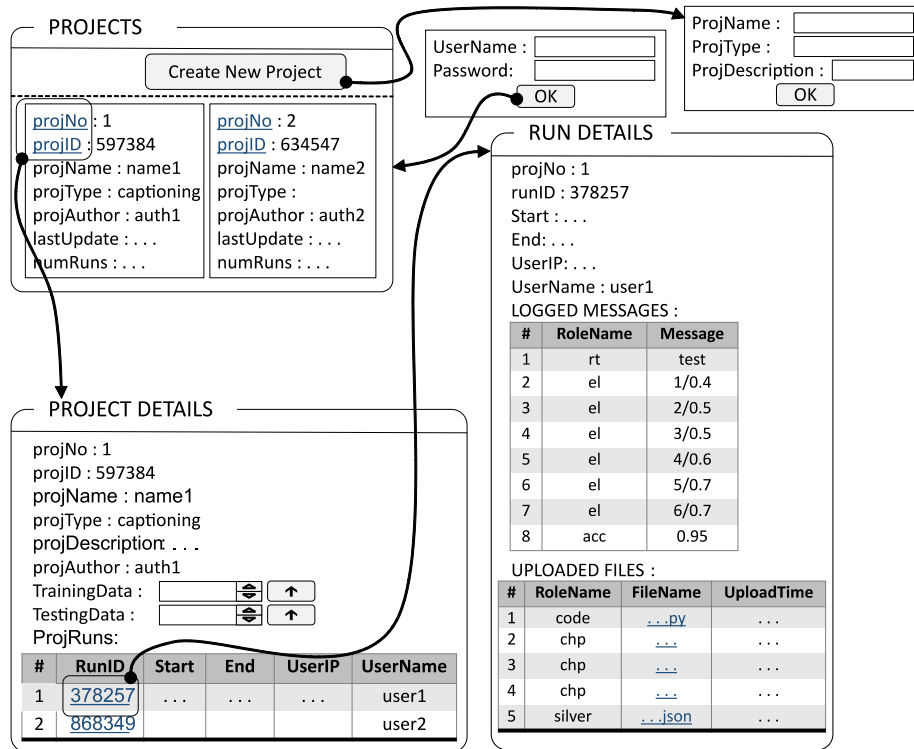 PROJECTS
Create New Project
projNo : 1
projID : 597384
projName : name1
projType : captioning
projAuthor : auth1
lastUpdate : . . .
numRuns : . . .
projNo : 2
projID : 634547
projName : name2
projType :
projAuthor : auth2
lastUpdate : . . .
numRuns : . . .
UserName :
Password:
OK
ProjName :
ProjType :
ProjDescription :
OK
PROJECT DETAILS
projNo : 1
projID : 597384
projName : name1
projType : captioning
projDescription: . . .
projAuthor : auth1
TrainingData :
TestingData :
ProjRuns:
# RunID Start End UserIP UserName
1 378257 . . . . . . . . . user1
2 868349 user2
RUN DETAILS
projNo : 1
runID : 378257
Start : . . .
End: . . .
UserIP: . . .
UserName : user1
LOGGED MESSAGES :
# RoleName Message
1 rt test
2 el 1/0.4
3 el 2/0.5
4 el 3/0.5
5 el 4/0.6
6 el 5/0.7
7 el 6/0.7
8 acc 0.95
UPLOADED FILES :
# RoleName FileName UploadTime
1 code . . .py . . .
2 chp . . . . . .
3 chp . . . . . .
4 chp . . . . . .
5 silver . . .json . . .